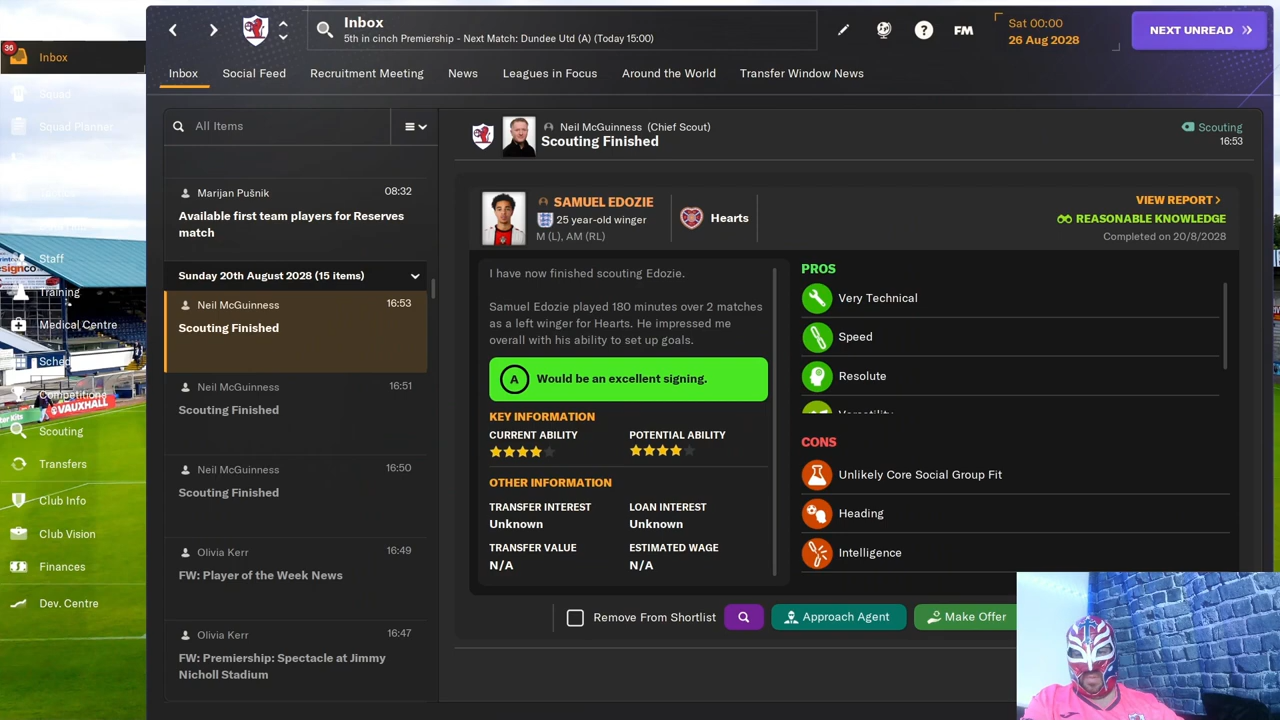 Inbox
5th in cinch Premiership - Next Match: Dundee Utd (A) (Today 15:00)
FM
Sat 00:00
26 Aug 2028
NEXT UNREAD
36
Inbox
Squad
Squad Planner
Staff
Training
Medical Centre
Sched
Competitions
VAUXHALL
Scouting
Transfers
Club Info
Club Vision
Finances
Dev. Centre
Inbox
Social Feed
Recruitment Meeting
News
Leagues in Focus
Around the World
Transfer Window News
All Items
Marijan Pušnik
08:32
Available first team players for Reserves
match
Sunday 20th August 2028 (15 items)
Neil McGuinness
16:53
Scouting Finished
Neil McGuinness
16:51
Scouting Finished
Neil McGuinness
16:50
Scouting Finished
Olivia Kerr
16:49
FW: Player of the Week News
Olivia Kerr
16:47
FW: Premiership: Spectacle at Jimmy
Nicholl Stadium
Neil McGuinness (Chief Scout)
Scouting Finished
Scouting
16:53
SAMUEL EDOZIE
25 year-old winger
M (L), AM (RL)
Hearts
VIEW REPORT
REASONABLE KNOWLEDGE
Completed on 20/8/2028
I have now finished scouting Edozie.
Samuel Edozie played 180 minutes over 2 matches
as a left winger for Hearts. He impressed me
overall with his ability to set up goals.
A Would be an excellent signing.
KEY INFORMATION
CURRENT ABILITY
POTENTIAL ABILITY
OTHER INFORMATION
TRANSFER INTEREST
LOAN INTEREST
Unknown
Unknown
TRANSFER VALUE
ESTIMATED WAGE
N/A
N/A
PROS
Very Technical
Speed
Resolute
Versatility
CONS
Unlikely Core Social Group Fit
Heading
Intelligence
Remove From Shortlist
Approach Agent
Make Offer